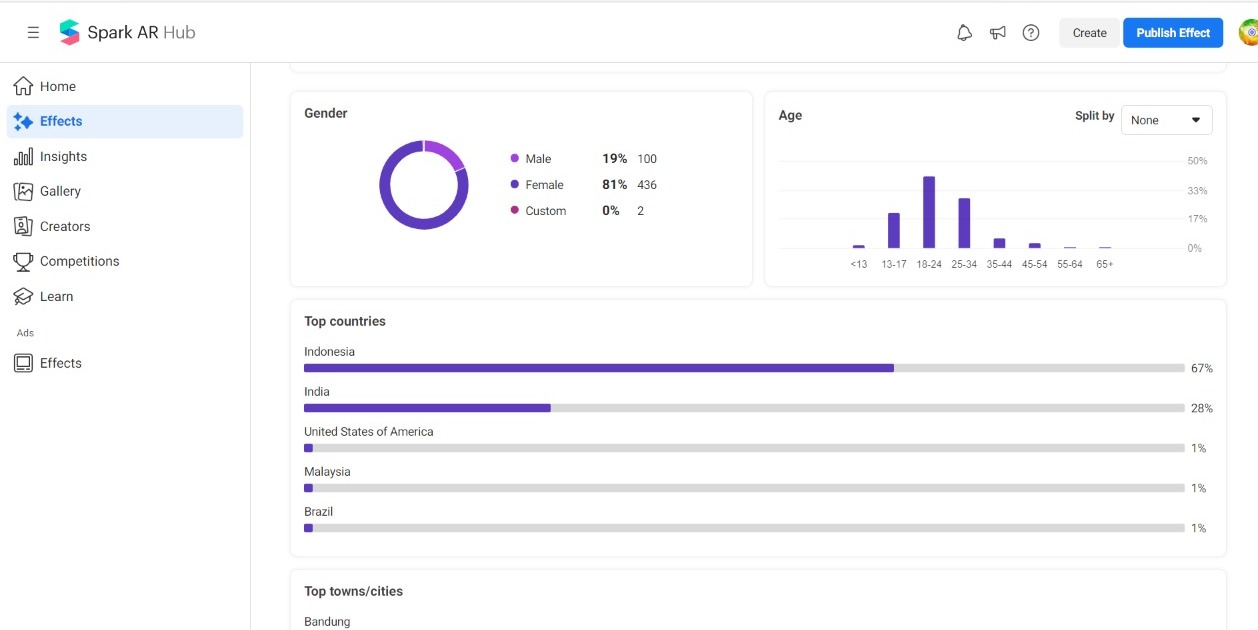 Spark AR Hub
Create
Publish Effect
Home
Effects
Insights
Gallery
Creators
Competitions
Learn
Ads
Effects
Gender
Male 19% 100
Female 81% 436
Custom 0% 2
Age
Split by None
50%
33%
17%
0%
<13 13-17 18-24 25-34 35-44 45-54 55-64 65+
Top countries
Indonesia
67%
India
28%
United States of America
1%
Malaysia
1%
Brazil
1%
Top towns/cities
Bandung